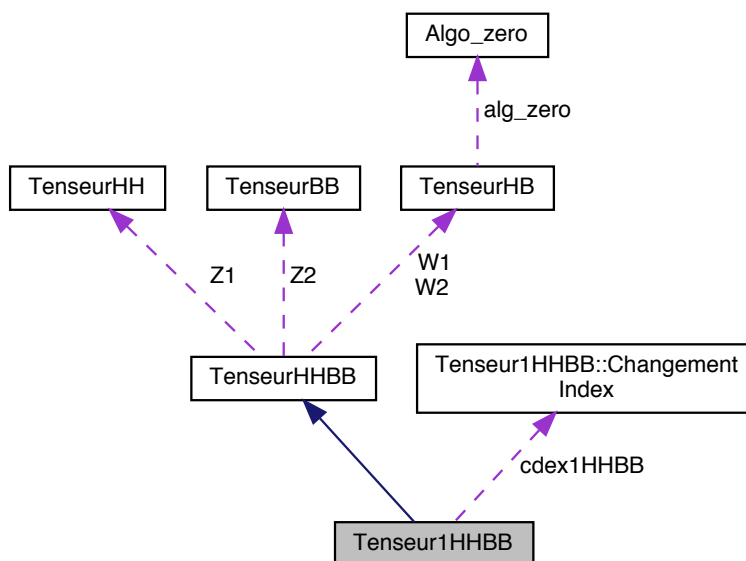 Algo_zero
alg_zero
TenseurHH
TenseurBB
TenseurHB
Z1
Z2
W1
W2
TenseurHHBB
Tenseur1HHBB::Changement
Index
cdex1HHBB
Tenseur1HHBB